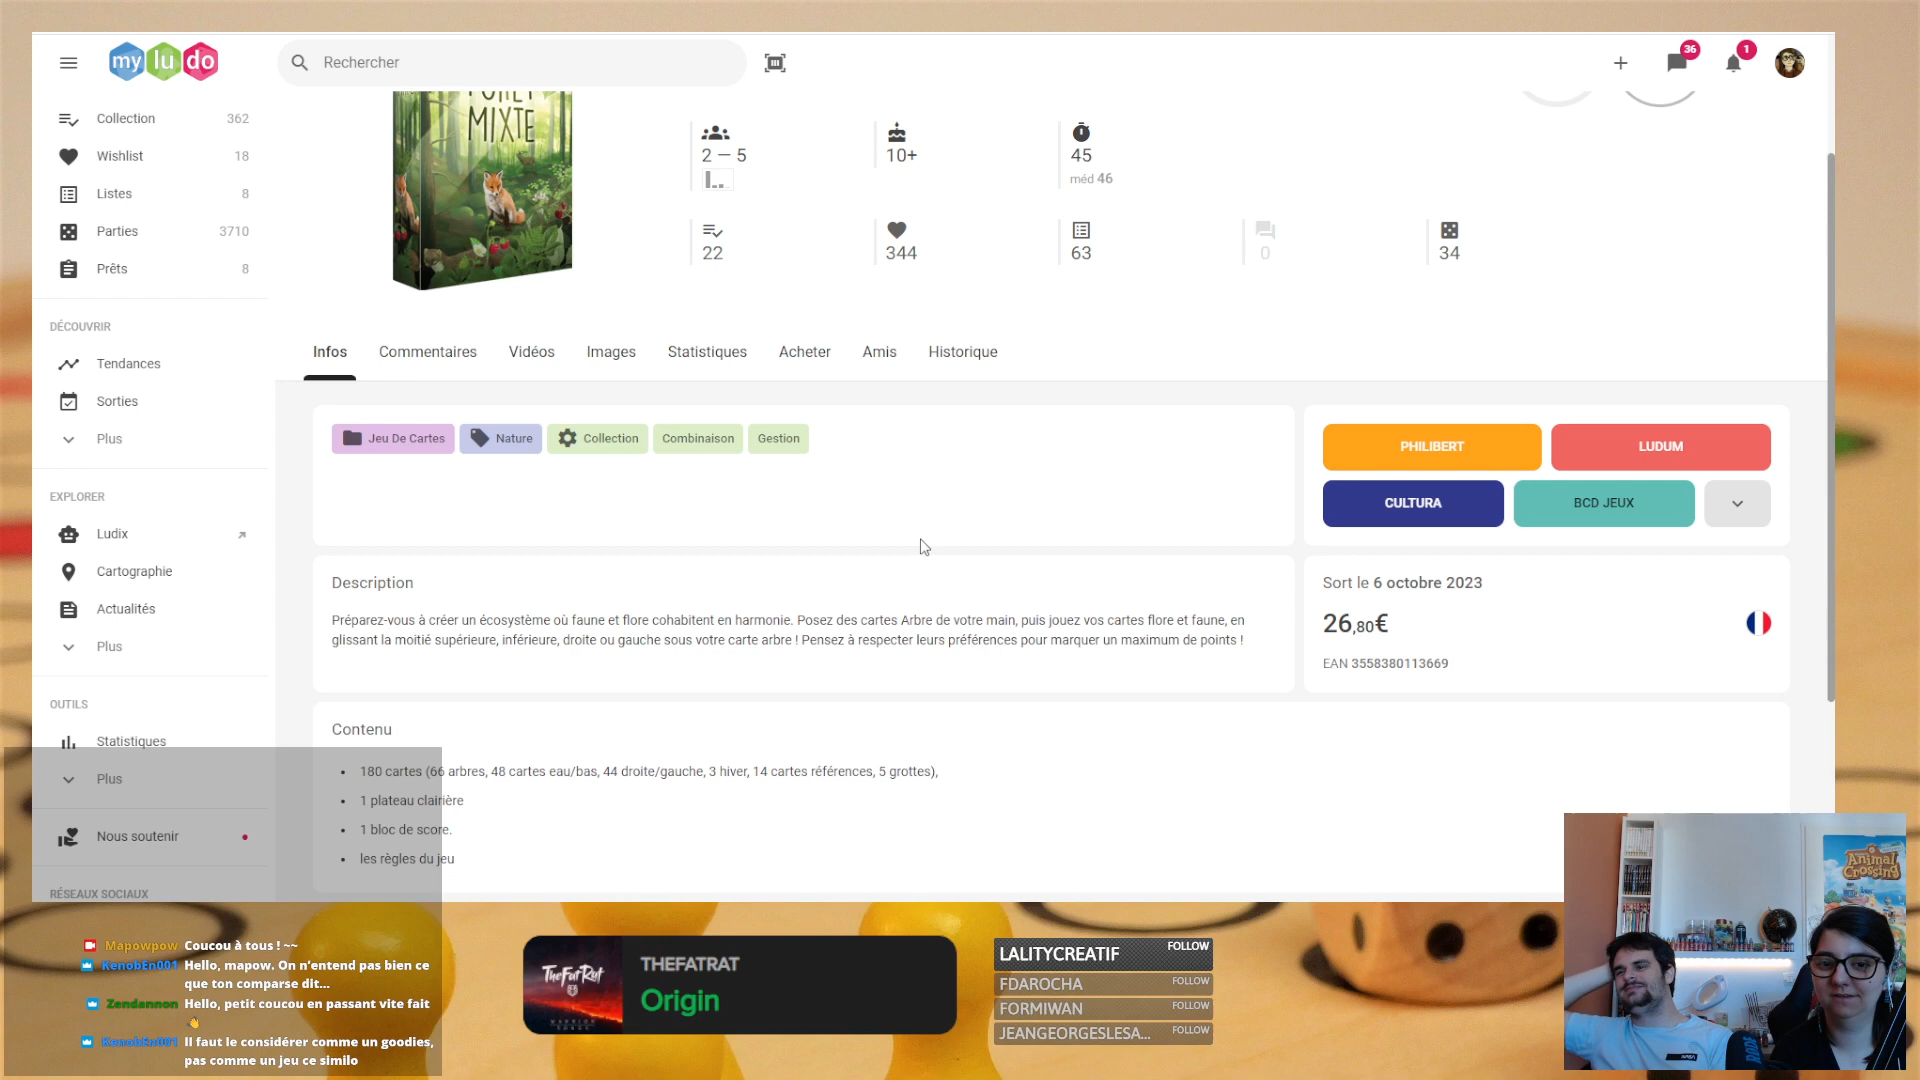 my lu do
Rechercher
36
1
Collection 362
Wishlist 18
Listes 8
Parties 3710
Prêts 8
DÉCOUVRIR
Tendances
Sorties
Plus
EXPLORER
Ludix
Cartographie
Actualités
Plus
OUTILS
Statistiques
Plus
Nous soutenir
RÉSEAUX SOCIAUX
MIXTE
2 — 5
10+
45
méd 46
22
344
63
0
34
Infos Commentaires Vidéos Images Statistiques Acheter Amis Historique
Jeu De Cartes Nature Collection Combinaison Gestion
PHILIBERT LUDUM
CULTURA BCD JEUX
Description
Préparez-vous à créer un écosystème où faune et flore cohabitent en harmonie. Posez des cartes Arbre de votre main, puis jouez vos cartes flore et faune, en
glissant la moitié supérieure, inférieure, droite ou gauche sous votre carte arbre ! Pensez à respecter leurs préférences pour marquer un maximum de points !
Sort le 6 octobre 2023
26,80€
EAN 3558380113669
Contenu
• 180 cartes (66 arbres, 48 cartes eau/bas, 44 droite/gauche, 3 hiver, 14 cartes références, 5 grottes),
• 1 plateau clairière
• 1 bloc de score.
• les règles du jeu
Mapowpow Coucou à tous ! ~~
KenobEn001 Hello, mapow. On n'entend pas bien ce
que ton comparse dit...
Zendannon Hello, petit coucou en passant vite fait
KenobEn001 Il faut le considérer comme un goodies,
pas comme un jeu ce similo
TheFatRat
THEFATRAT
Origin
LALITYCREATIF FOLLOW
FDAROCHA FOLLOW
FORMIWAN FOLLOW
JEANGEORGESLESA... FOLLOW
Animal
Crossing